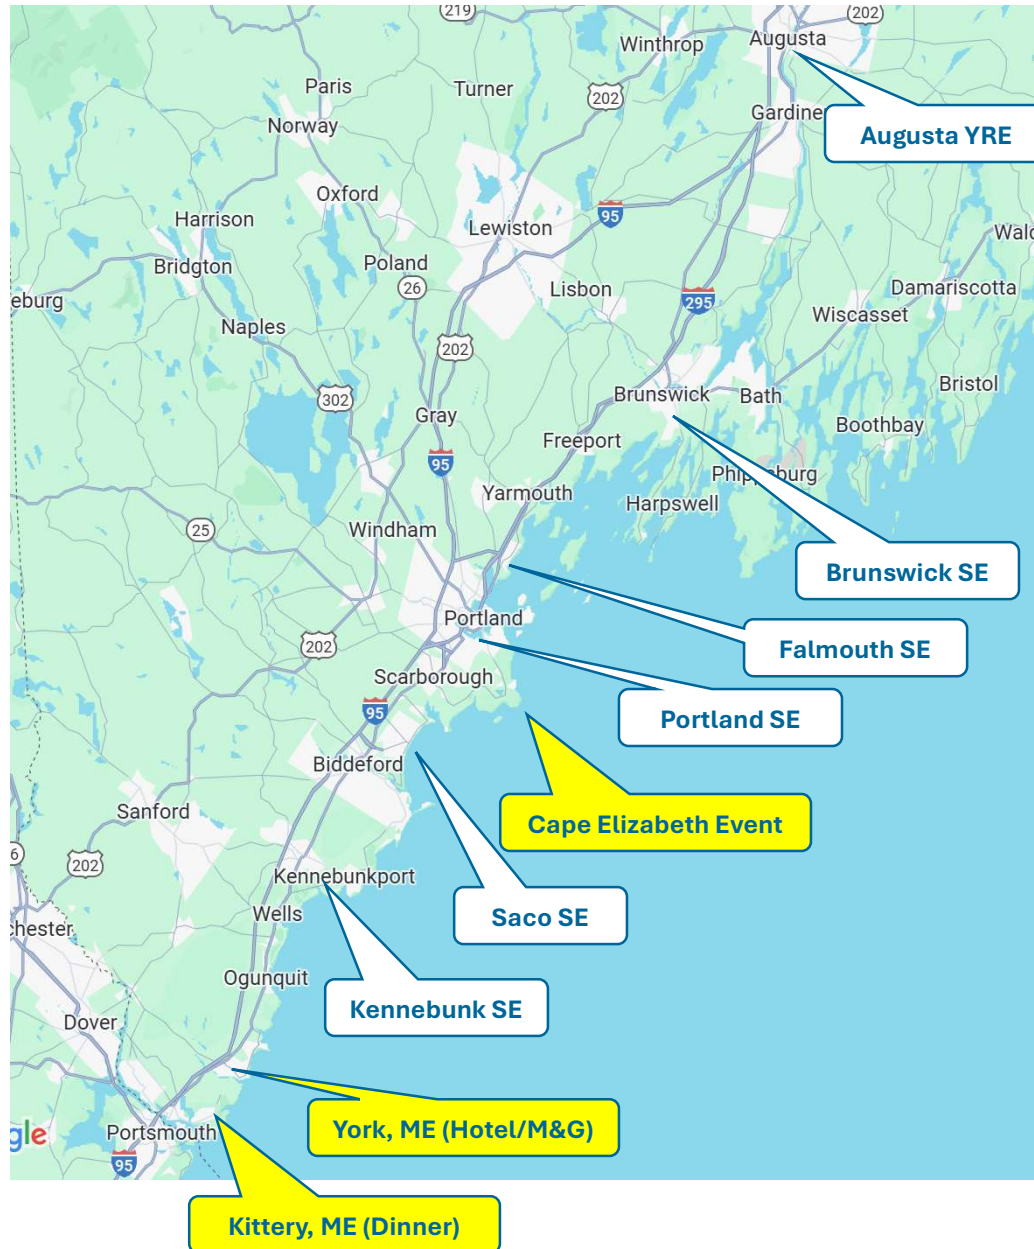 219
202
Winthrop
Augusta
Paris
Turner
202
Norway
Gardine
Augusta YRE
Oxford
95
Harrison
Lewiston
Walc
Bridgton
Poland
26
Lisbon
295
Damariscotta
eburg
Wiscasset
Naples
202
302
Brunswick
Bath
Bristol
Gray
Boothbay
Freeport
95
Phippsburg
Yarmouth
Harpswell
25
Windham
Brunswick SE
Portland
202
Falmouth SE
Scarborough
95
Portland SE
Biddeford
Sanford
Cape Elizabeth Event
6
202
Kennebunkport
Wells
Saco SE
chester
Ogunquit
Kennebunk SE
Dover
York, ME (Hotel/M&G)
gle
Portsmouth
95
Kittery, ME (Dinner)